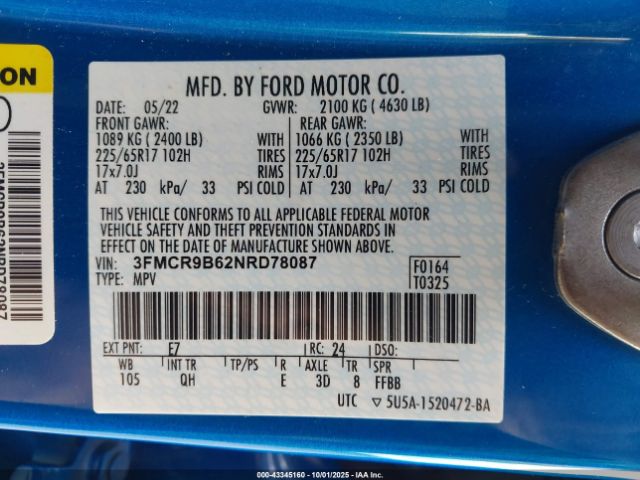 ION
3FMCR9B62NRD78087
MFD. BY FORD MOTOR CO.
DATE: 05/22 GVWR: 2100 KG ( 4630 LB)
FRONT GAWR: REAR GAWR:
1089 KG ( 2400 LB) WITH 1066 KG ( 2350 LB) WITH
225/65R17 102H TIRES 225/65R17 102H TIRES
17x7.0J RIMS 17x7.0J RIMS
AT 230 kPa/ 33 PSI COLD AT 230 kPa/ 33 PSI COLD
THIS VEHICLE CONFORMS TO ALL APPLICABLE FEDERAL MOTOR
VEHICLE SAFETY AND THEFT PREVENTION STANDARDS IN
EFFECT ON THE DATE OF MANUFACTURE SHOWN ABOVE.
VIN: 3FMCR9B62NRD78087
TYPE: MPV
F0164
T0325
EXT PNT: E7 RC: 24 DSO:
WB INT TR TP/PS R AXLE TR SPR
105 QH E 3D 8 FFBB
UTC ▽ 5U5A-1520472-BA
000-43345160 - 10/01/2025 - IAAI Corp.